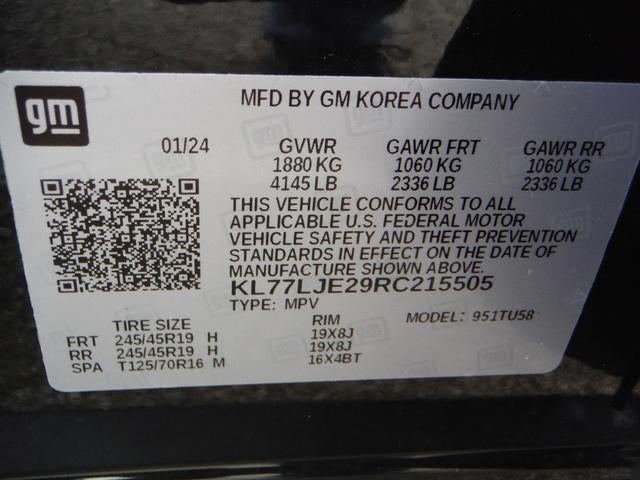 gm
MFD BY GM KOREA COMPANY
01/24 GVWR GAWR FRT GAWR RR
1880 KG 1060 KG 1060 KG
4145 LB 2336 LB 2336 LB
THIS VEHICLE CONFORMS TO ALL
APPLICABLE U.S. FEDERAL MOTOR
VEHICLE SAFETY AND THEFT PREVENTION
STANDARDS IN EFFECT ON THE DATE OF
MANUFACTURE SHOWN ABOVE.
KL77LJE29RC215505
TYPE: MPV
TIRE SIZE RIM MODEL: 951TU58
FRT 245/45R19 H 19X8J
RR 245/45R19 H 19X8J
SPA T125/70R16 M 16X4BT